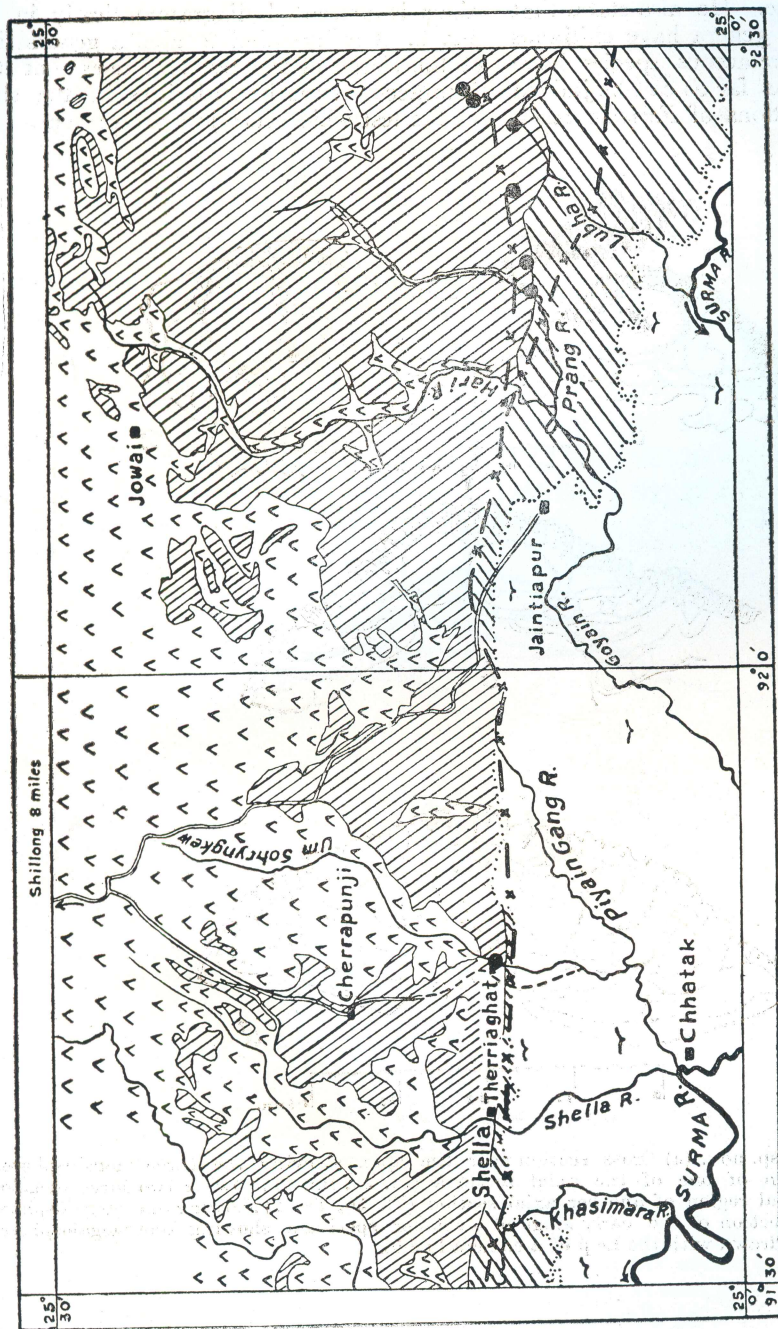 Shillong 8 miles
25°
30'
25°
30'
25°
0'
92° 30'
92° 0'
25°
0'
91° 30'
Jowai
Cherrapunji
Um Sohryngkew
Hari R.
Prang R.
Lubha R.
SURMA R
Jaintiapur
Goyain R.
Piyain Gang R.
Shella
Therriaghat
Shella R.
Chhatak
SURMA R.
Khasimara R.